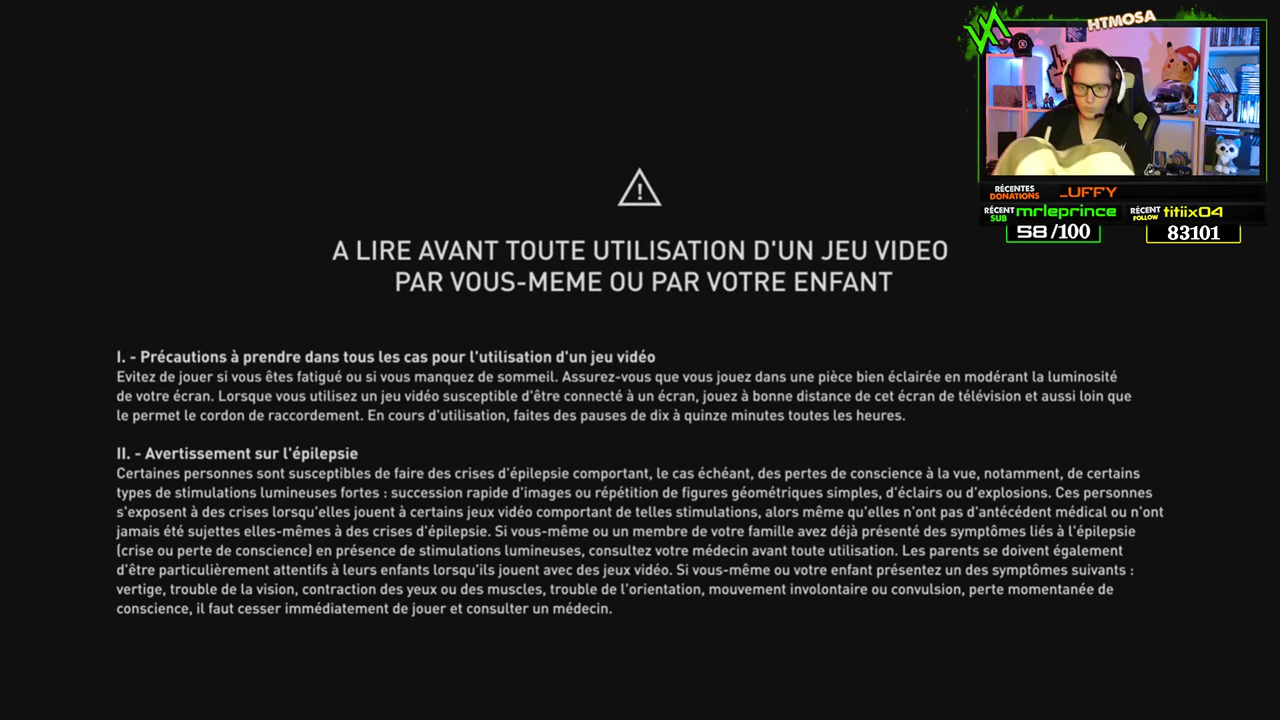 HTMOSA
RÉCENTES DONATIONS
_UFFY
RÉCENT SUB
mrleprince
RÉCENT FOLLOW
titiix04
58 /100
83101
A LIRE AVANT TOUTE UTILISATION D'UN JEU VIDEO
PAR VOUS-MEME OU PAR VOTRE ENFANT
I. - Précautions à prendre dans tous les cas pour l'utilisation d'un jeu vidéo
Evitez de jouer si vous êtes fatigué ou si vous manquez de sommeil. Assurez-vous que vous jouez dans une pièce bien éclairée en modérant la luminosité
de votre écran. Lorsque vous utilisez un jeu vidéo susceptible d'être connecté à un écran, jouez à bonne distance de cet écran de télévision et aussi loin que
le permet le cordon de raccordement. En cours d'utilisation, faites des pauses de dix à quinze minutes toutes les heures.
II. - Avertissement sur l'épilepsie
Certaines personnes sont susceptibles de faire des crises d'épilepsie comportant, le cas échéant, des pertes de conscience à la vue, notamment, de certains
types de stimulations lumineuses fortes : succession rapide d'images ou répétition de figures géométriques simples, d'éclairs ou d'explosions. Ces personnes
s'exposent à des crises lorsqu'elles jouent à certains jeux vidéo comportant de telles stimulations, alors même qu'elles n'ont pas d'antécédent médical ou n'ont
jamais été sujettes elles-mêmes à des crises d'épilepsie. Si vous-même ou un membre de votre famille avez déjà présenté des symptômes liés à l'épilepsie
(crise ou perte de conscience) en présence de stimulations lumineuses, consultez votre médecin avant toute utilisation. Les parents se doivent également
d'être particulièrement attentifs à leurs enfants lorsqu'ils jouent avec des jeux vidéo. Si vous-même ou votre enfant présentez un des symptômes suivants :
vertige, trouble de la vision, contraction des yeux ou des muscles, trouble de l'orientation, mouvement involontaire ou convulsion, perte momentanée de
conscience, il faut cesser immédiatement de jouer et consulter un médecin.